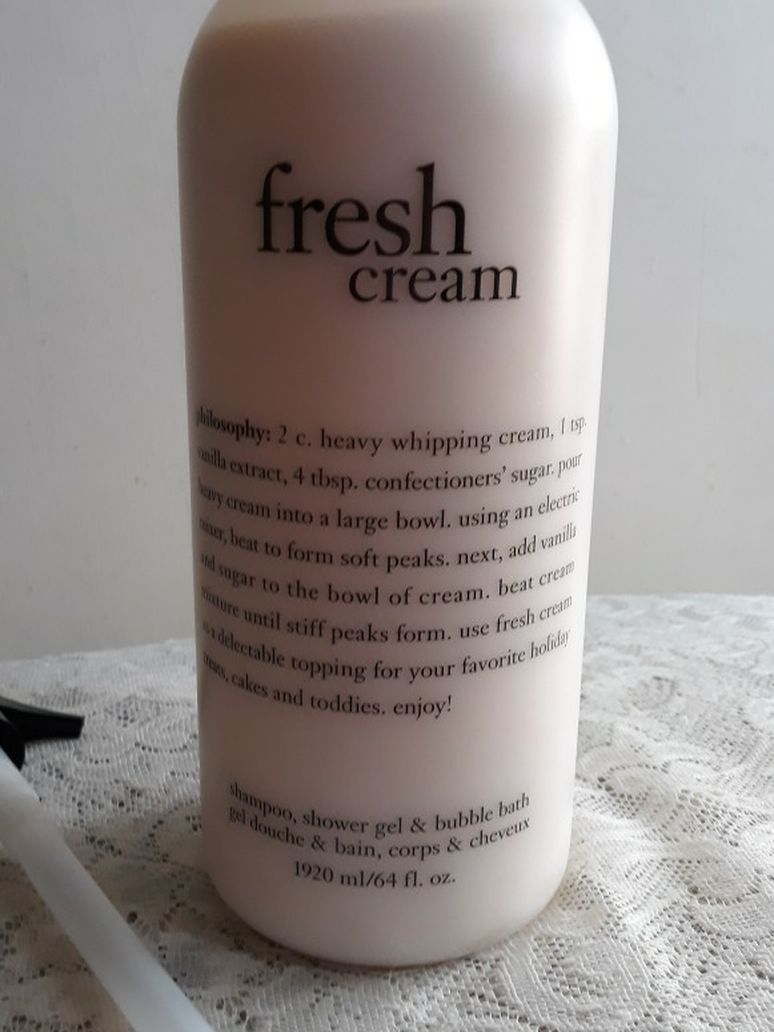 fresh
cream
philosophy: 2 c. heavy whipping cream, 1 tsp.
vanilla extract, 4 tbsp. confectioners' sugar. pour
heavy cream into a large bowl. using an electric
mixer, beat to form soft peaks. next, add vanilla
and sugar to the bowl of cream. beat cream
mixture until stiff peaks form. use fresh cream
as a delectable topping for your favorite holiday
treats, cakes and toddies. enjoy!
shampoo, shower gel & bubble bath
gel douche & bain, corps & cheveux
1920 ml/64 fl. oz.